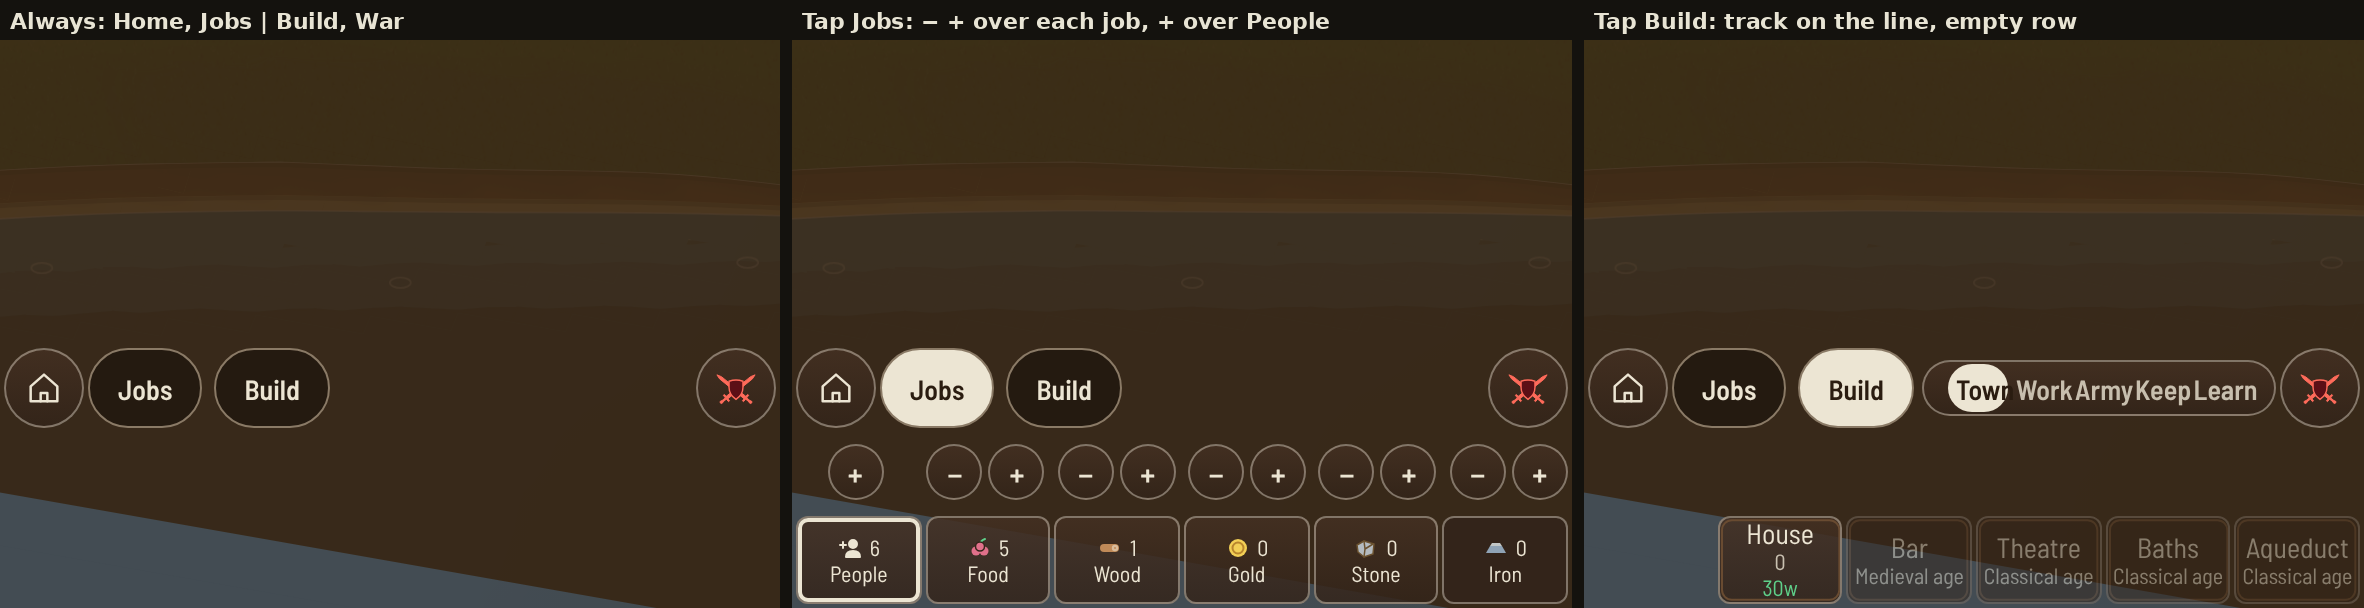 Always: Home, Jobs | Build, War
Jobs Build
Tap Jobs: − + over each job, + over People
Jobs Build
+ − + − + − + − + − +
6 5 1 0 0 0
People Food Wood Gold Stone Iron
Tap Build: track on the line, empty row
Jobs Build Town Work Army Keep Learn
House Bar Theatre Baths Aqueduct
0 Medieval age Classical age Classical age Classical age
30w